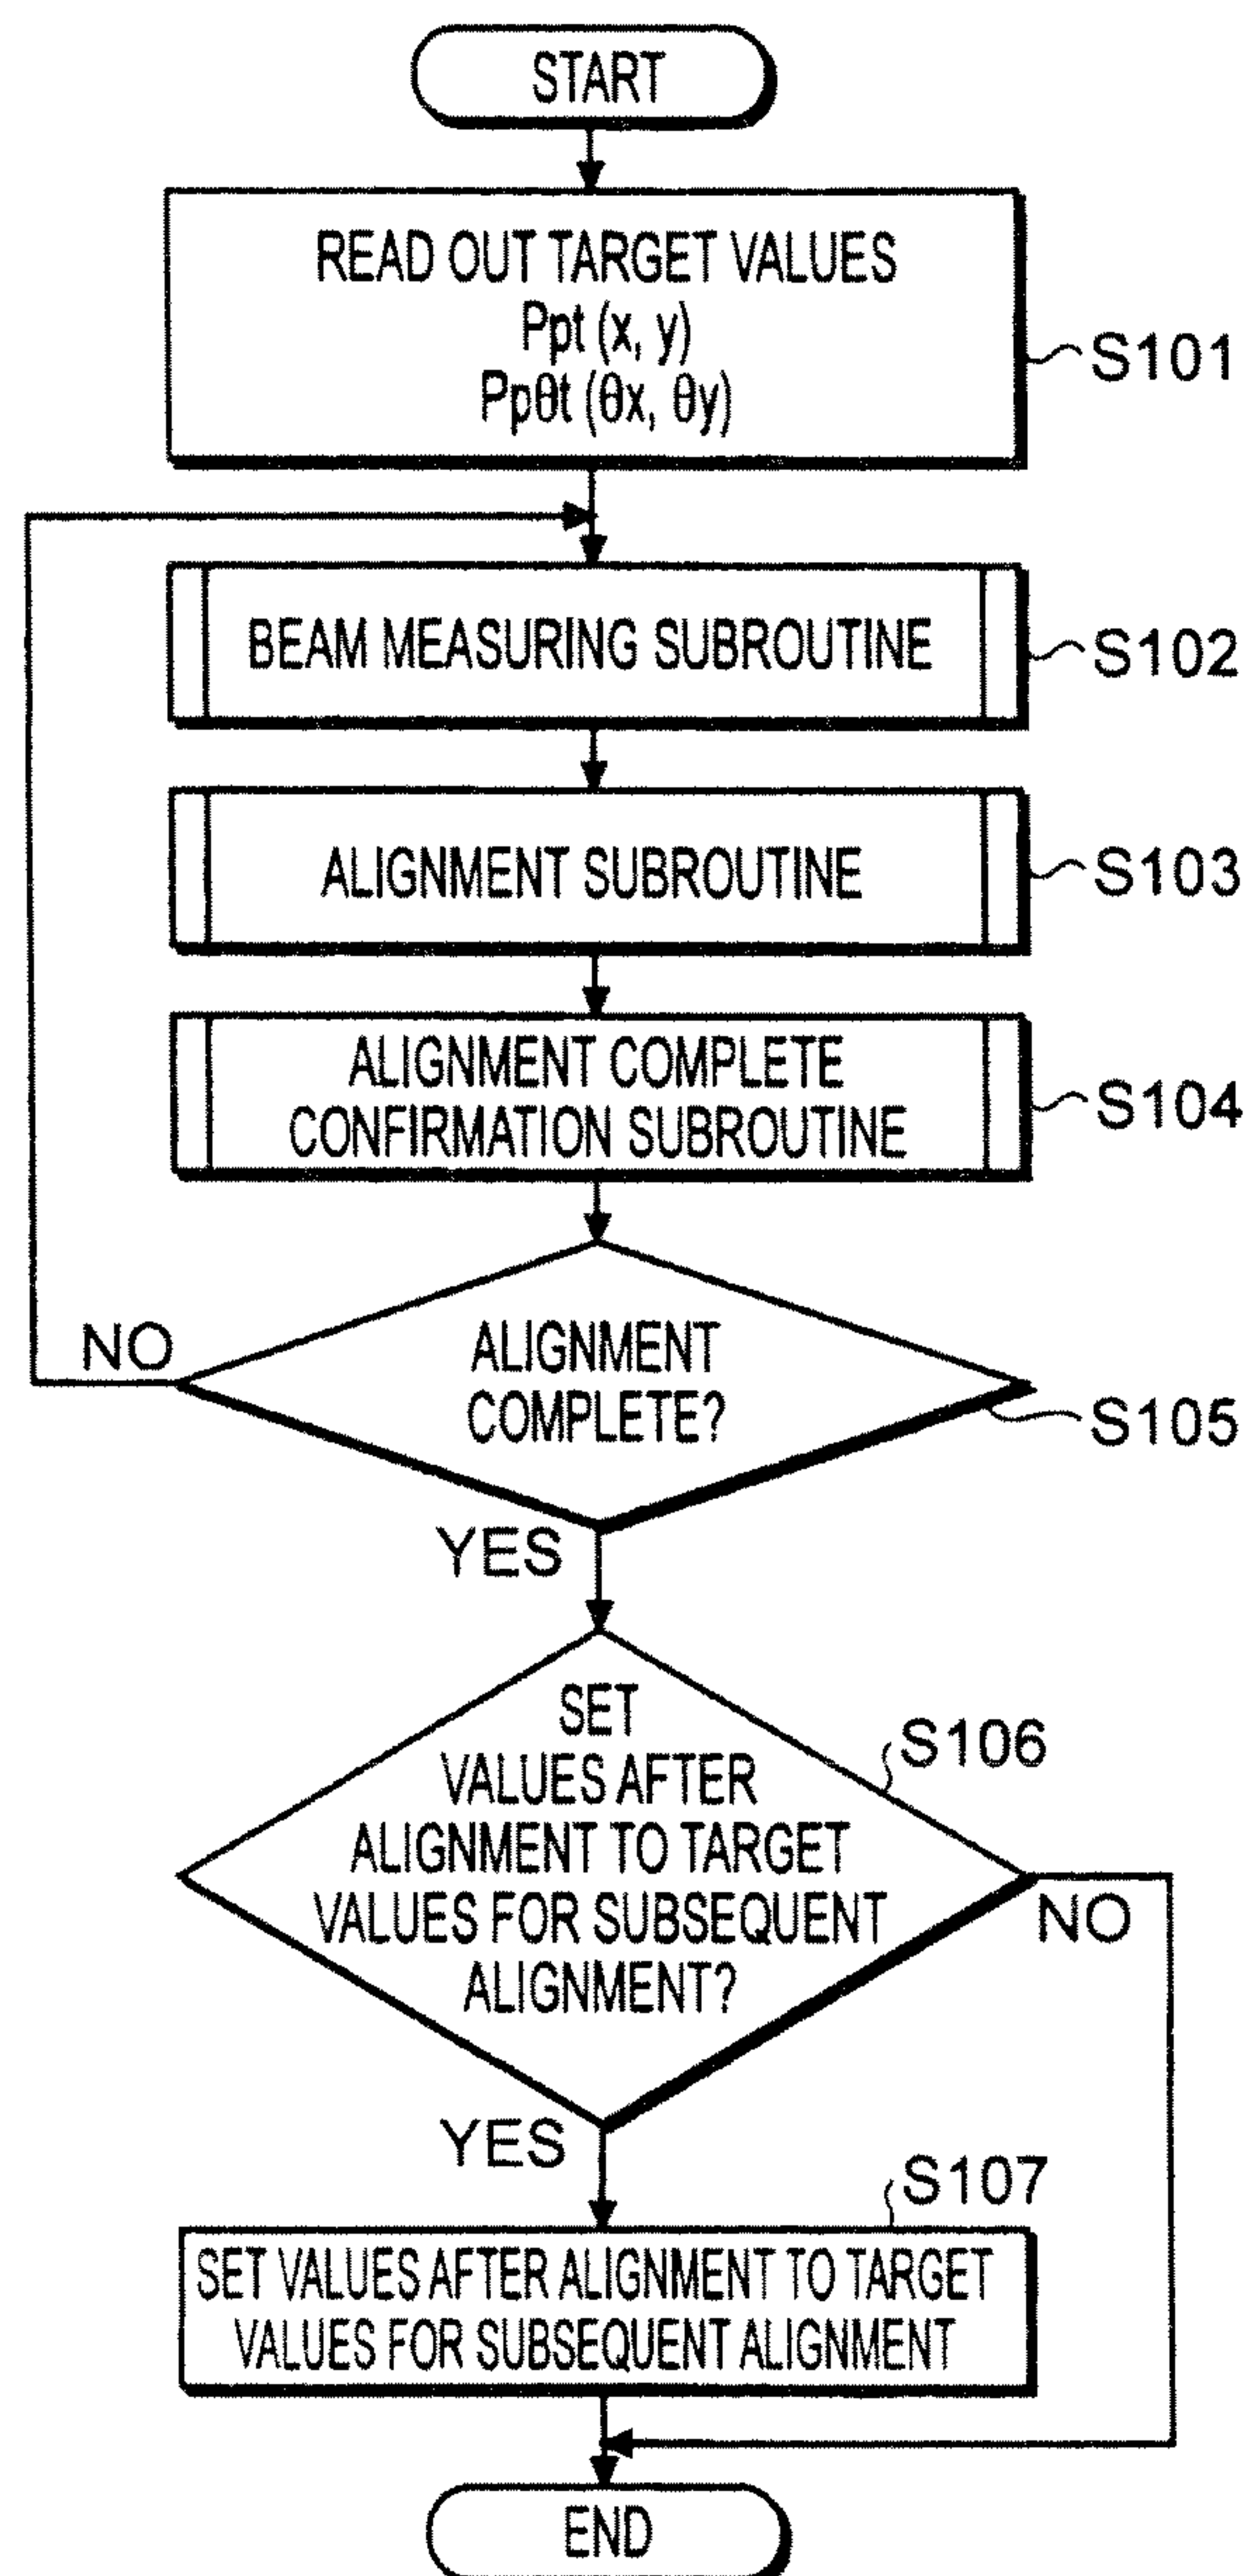 START
READ OUT TARGET VALUES
Ppt (x, y)
Ppθt (θx, θy)
S101
BEAM MEASURING SUBROUTINE
S102
ALIGNMENT SUBROUTINE
S103
ALIGNMENT COMPLETE
CONFIRMATION SUBROUTINE
S104
NO
ALIGNMENT
COMPLETE?
S105
YES
SET
VALUES AFTER
ALIGNMENT TO TARGET
VALUES FOR SUBSEQUENT
ALIGNMENT?
S106
NO
YES
S107
SET VALUES AFTER ALIGNMENT TO TARGET
VALUES FOR SUBSEQUENT ALIGNMENT
END